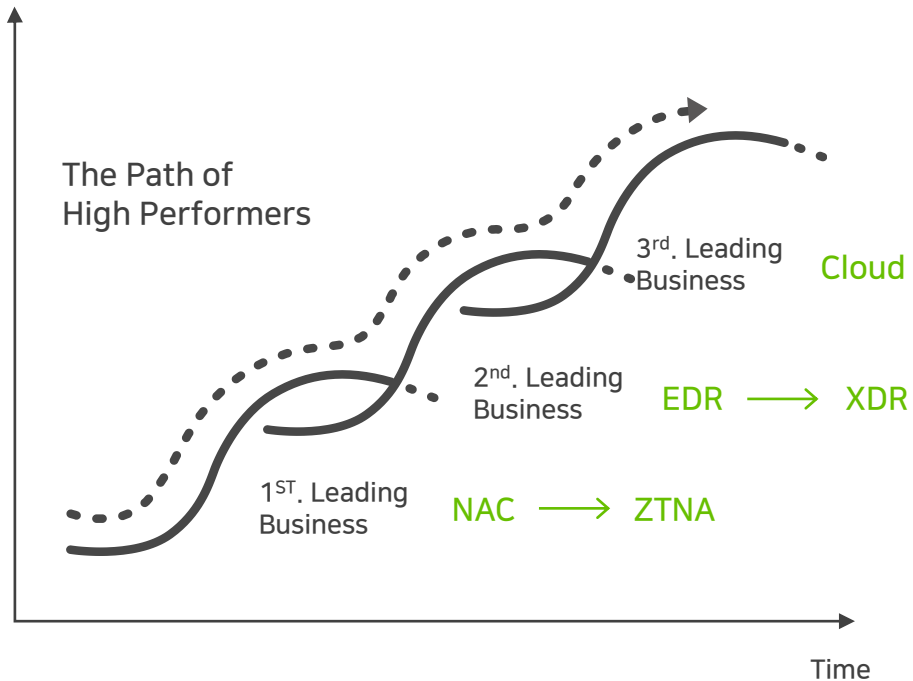 The Path of
High Performers
3rd. Leading
Business
Cloud
2nd. Leading
Business
EDR → XDR
1ST. Leading
Business
NAC → ZTNA
Time